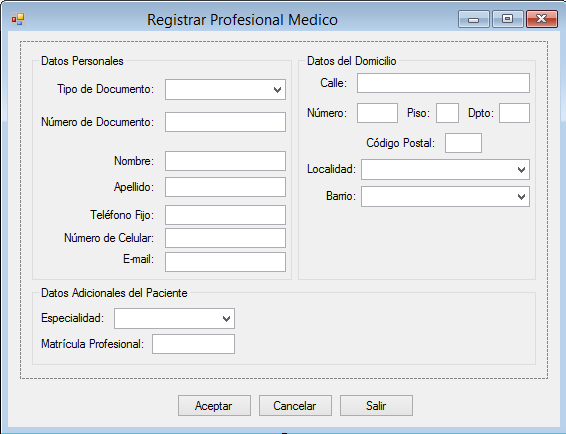 Registrar Profesional Medico
Datos Personales
Tipo de Documento:
Número de Documento:
Nombre:
Apellido:
Teléfono Fijo:
Número de Celular:
E-mail:
Datos del Domicilio
Calle:
Número: Piso: Dpto:
Código Postal:
Localidad:
Barrio:
Datos Adicionales del Paciente
Especialidad:
Matrícula Profesional:
Aceptar Cancelar Salir